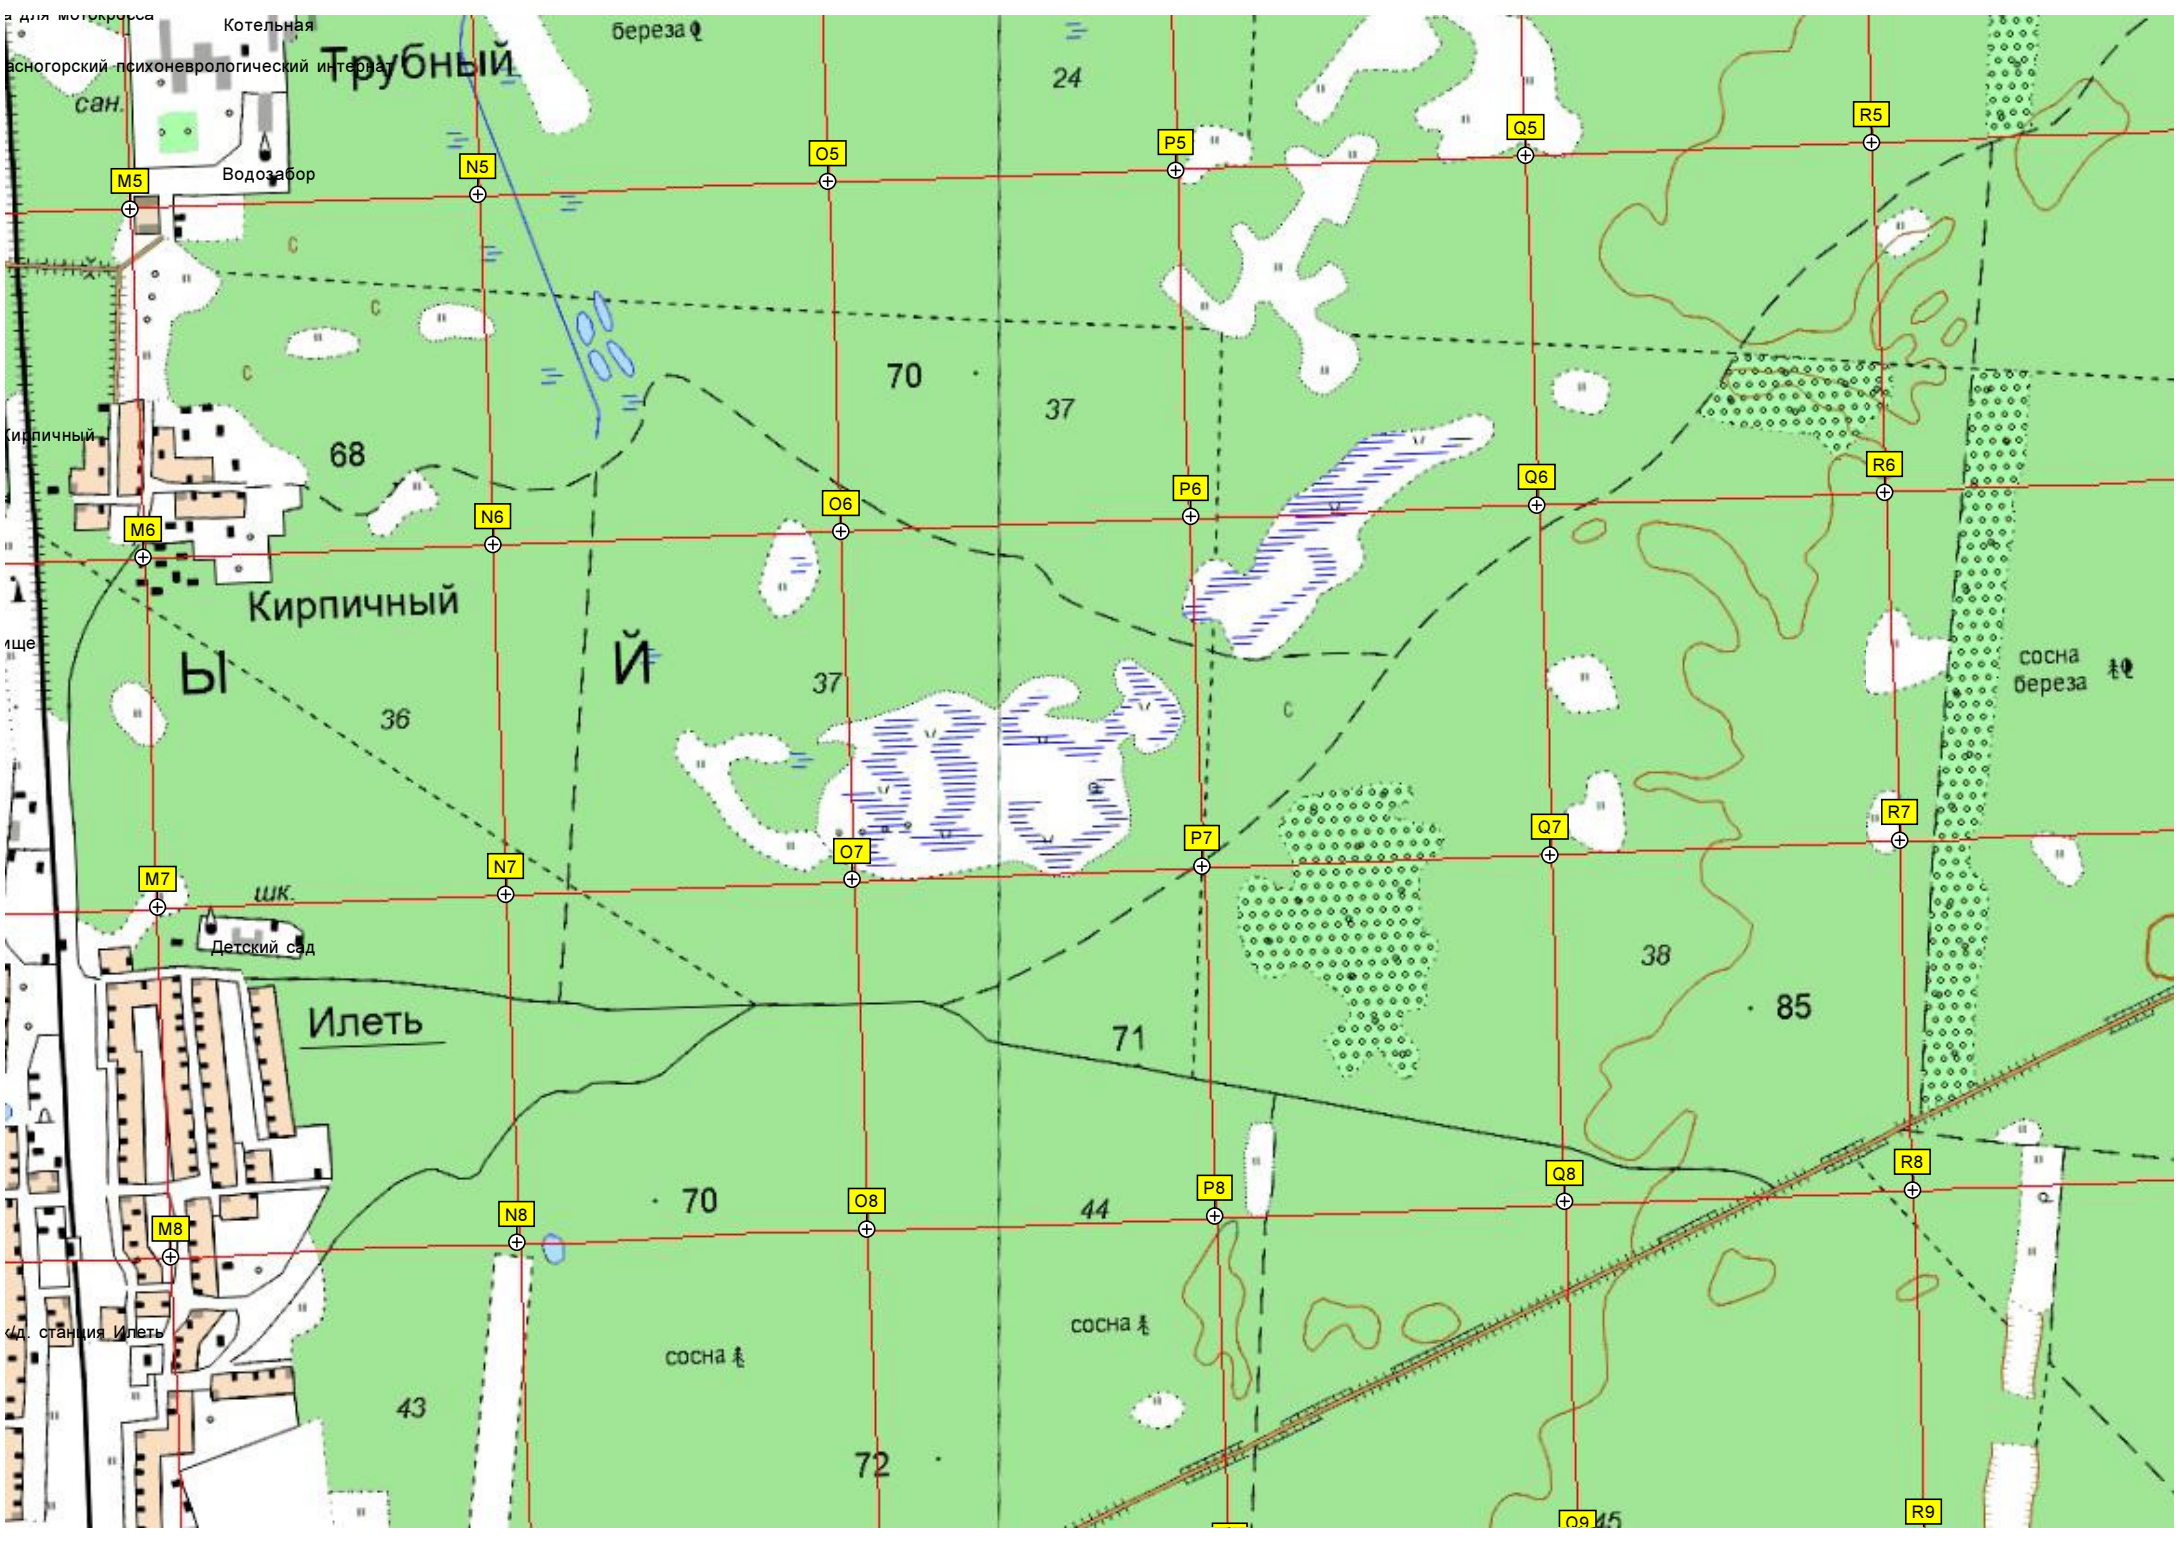 Котельная
береза
Трубный
асногорский психоневрологический интернат
24
сан.
R5
Q5
P5
O5
N5
M5
Водозабор
С
С
С
70
37
Кирпичный
68
R6
Q6
P6
O6
N6
M6
Кирпичный
Й
Ы
сосна
береза
37
36
С
R7
Q7
P7
O7
N7
M7
шк.
Детский сад
38
85
Илеть
71
R8
Q8
P8
O8
N8
M8
70
44
р
сосна
ж/д. станция Илеть
сосна
43
72
R9
Q9
45